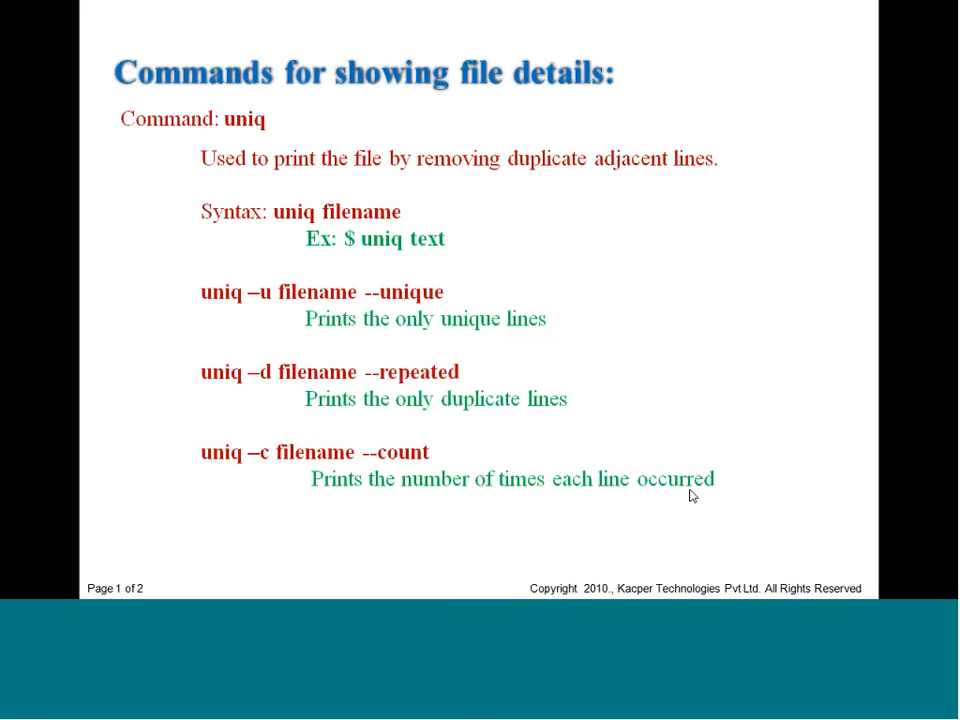 Commands for showing file details:
Command: uniq
Used to print the file by removing duplicate adjacent lines.
Syntax: uniq filename
Ex: $ uniq text
uniq –u filename --unique
Prints the only unique lines
uniq –d filename --repeated
Prints the only duplicate lines
uniq –c filename --count
Prints the number of times each line occurred
Page 1 of 2
Copyright 2010., Kacper Technologies Pvt Ltd. All Rights Reserved